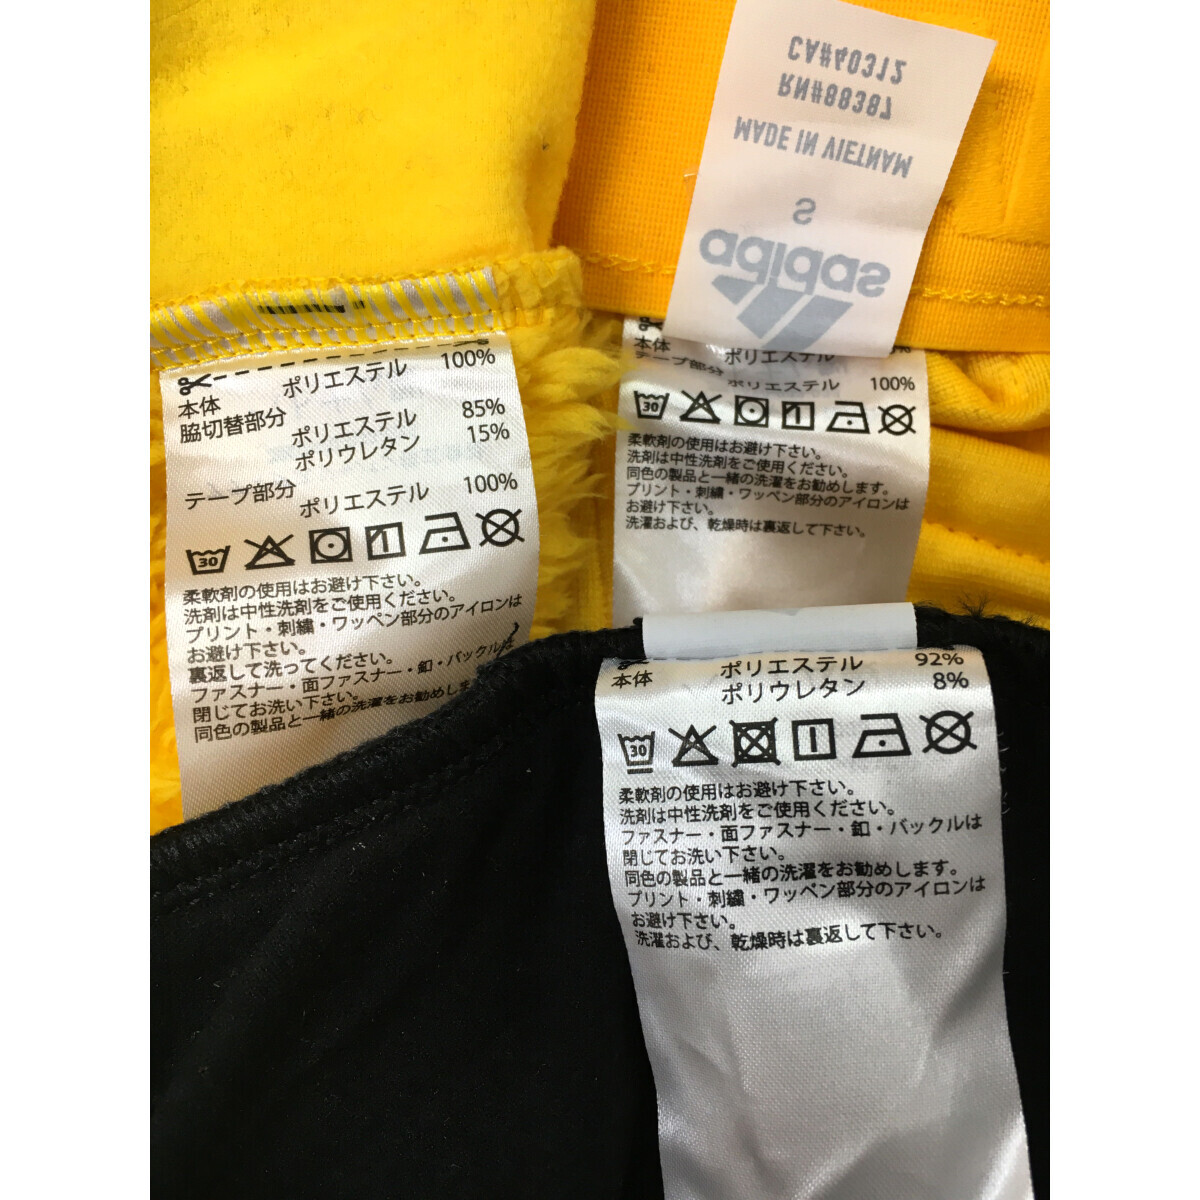 CA#40312
RN#88387
MADE IN VIETNAM
S
adidas
本体 ポリエステル 100%
脇切替部分
ポリエステル 85%
ポリウレタン 15%
テープ部分
ポリエステル 100%
30
柔軟剤の使用はお避け下さい。
洗剤は中性洗剤をご使用ください。
プリント・刺繍・ワッペン部分のアイロンは
お避け下さい。
裏返して洗ってください。
ファスナー・面ファスナー・釦・バックルは
閉じてお洗い下さい。
同色の製品と一緒の洗濯をお勧めします
本体 ポリエステル
テープ部分
ポリエステル 100%
30
柔軟剤の使用はお避け下さい。
洗剤は中性洗剤をご使用ください。
同色の製品と一緒の洗濯をお勧めします。
プリント・刺繍・ワッペン部分のアイロンは
お避け下さい。
洗濯および、乾燥時は裏返して下さい。
本体 ポリエステル 92%
ポリウレタン 8%
30
柔軟剤の使用はお避け下さい。
洗剤は中性洗剤をご使用ください。
ファスナー・面ファスナー・釦・バックルは
閉じてお洗い下さい。
同色の製品と一緒の洗濯をお勧めします。
プリント・刺繍・ワッペン部分のアイロンは
お避け下さい。
洗濯および、乾燥時は裏返して下さい。